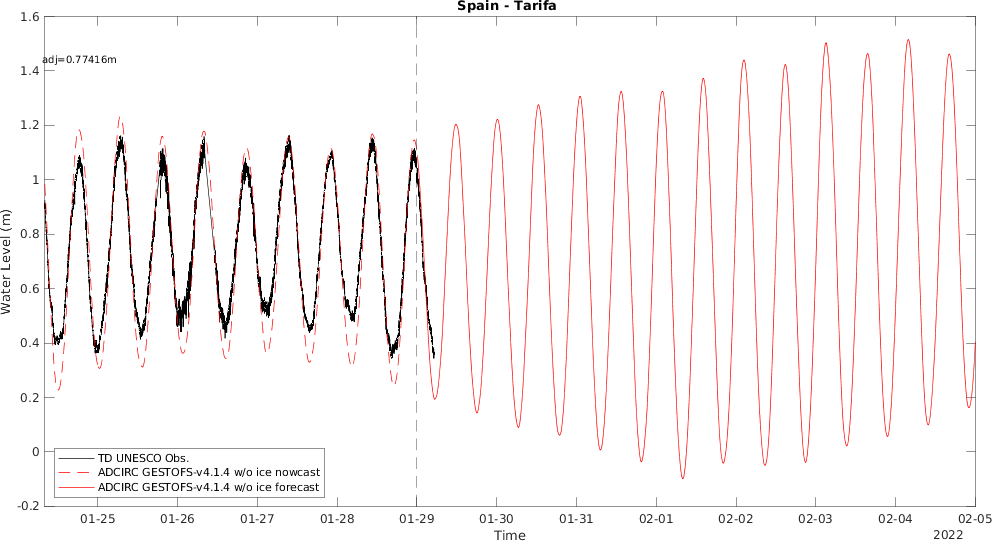 Spain - Tarifa
adj=0.77416m
Water Level (m)
1.6
1.4
1.2
1
0.8
0.6
0.4
0.2
0
-0.2
TD UNESCO Obs.
ADCIRC GESTOFS-v4.1.4 w/o ice nowcast
ADCIRC GESTOFS-v4.1.4 w/o ice forecast
01-25 01-26 01-27 01-28 01-29 01-30 01-31 02-01 02-02 02-03 02-04 02-05
Time
2022